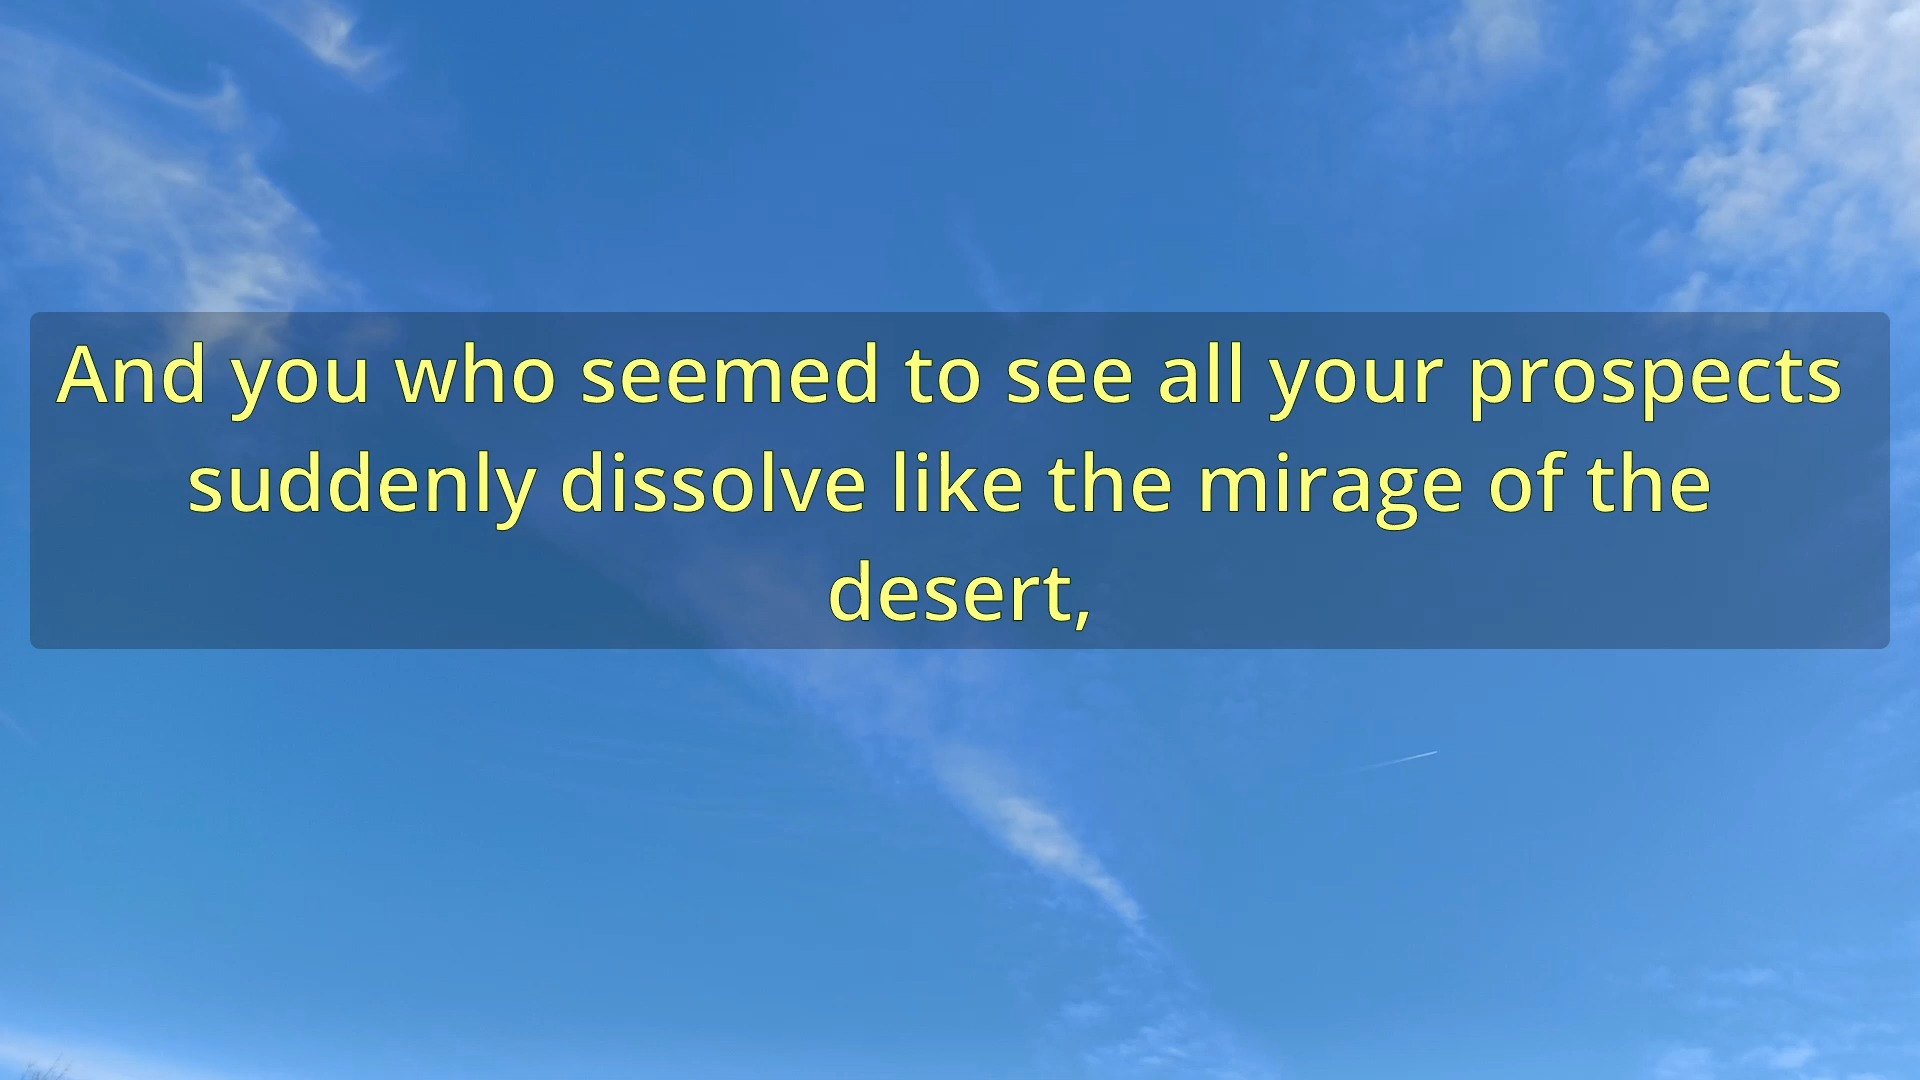 And you who seemed to see all your prospects
suddenly dissolve like the mirage of the
desert,